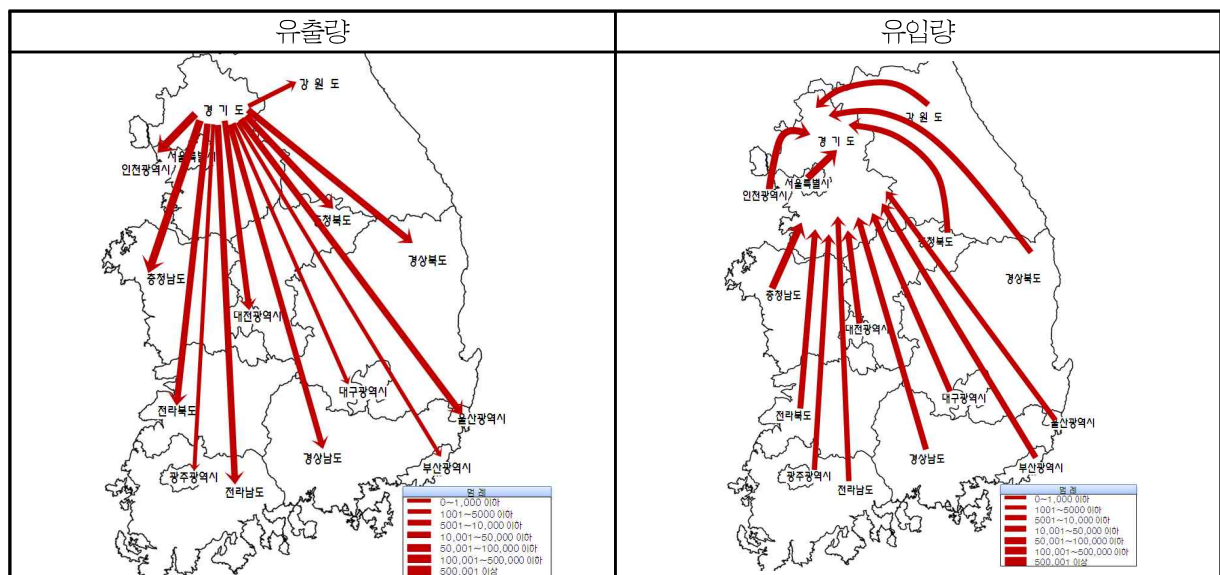 유출량
유입량
강 원 도
경 기 도
서울특별시
인천광역시
충청북도
경상북도
충청남도
대전광역시
대구광역시
전라북도
울산광역시
경상남도
부산광역시
광주광역시
전라남도
범 례
0~1,000 이하
1001~5000 이하
5001~10,000 이하
10,001~50,000 이하
50,001~100,000 이하
100,001~500,000 이하
500,001 이상
강 원 도
경 기 도
서울특별시
인천광역시
충청북도
경상북도
충청남도
대전광역시
대구광역시
전라북도
울산광역시
경상남도
부산광역시
광주광역시
전라남도
범 례
0~1,000 이하
1001~5000 이하
5001~10,000 이하
10,001~50,000 이하
50,001~100,000 이하
100,001~500,000 이하
500,001 이상